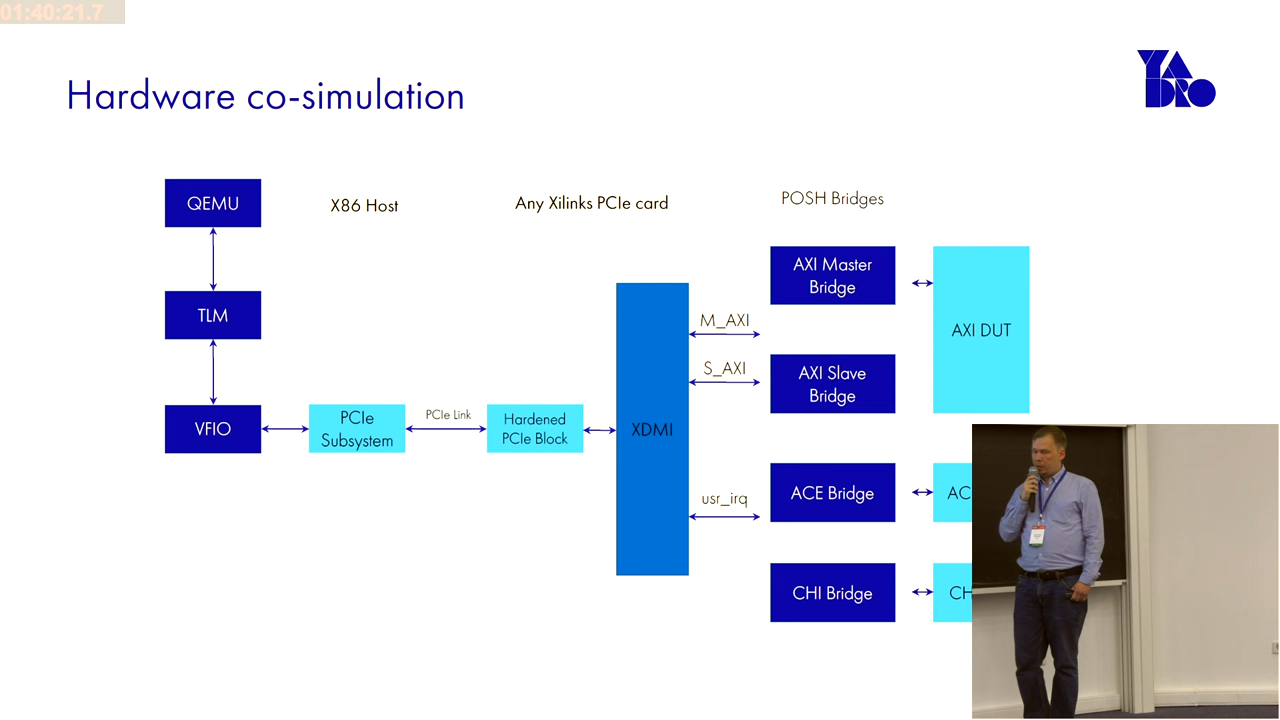 01:40:21.7
YADRO
Hardware co-simulation
QEMU
X86 Host
Any Xilinks PCIe card
POSH Bridges
AXI Master
Bridge
TLM
M_AXI
AXI DUT
S_AXI
AXI Slave
Bridge
VFIO
PCIe
Subsystem
PCIe Link
Hardened
PCIe Block
XDMI
usr_irq
ACE Bridge
AC
CHI Bridge
CH